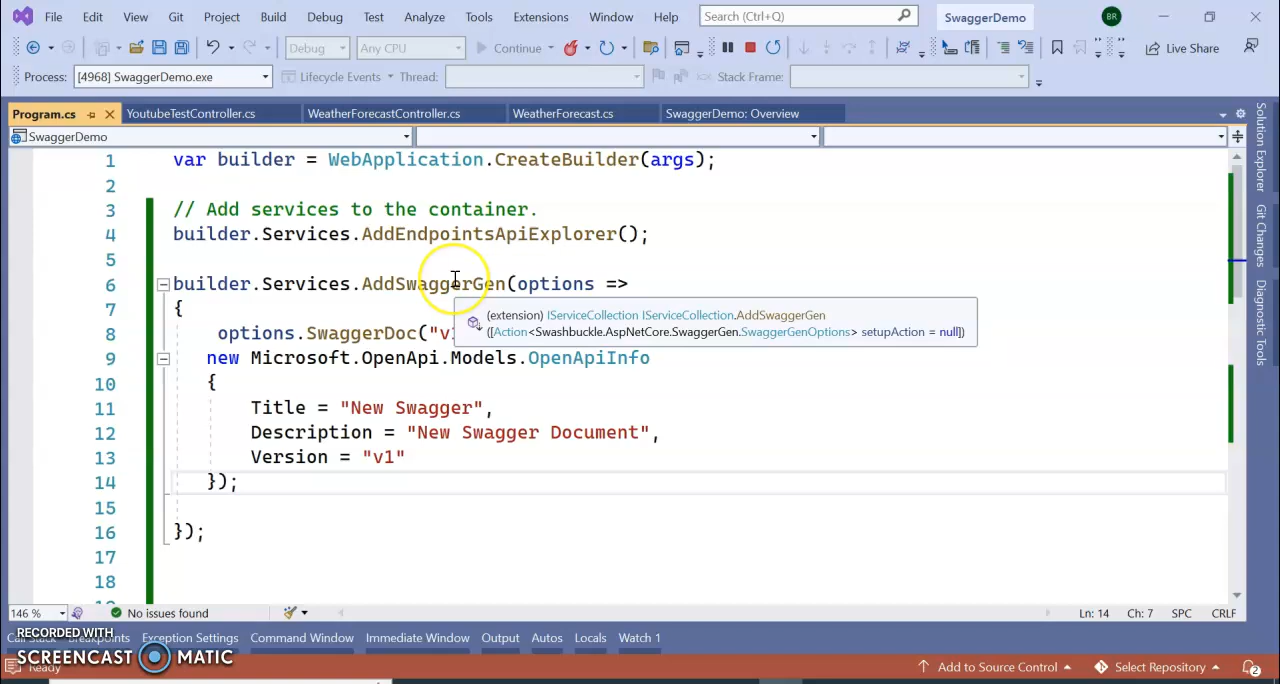 File Edit View Git Project Build Debug Test Analyze Tools Extensions Window Help Search (Ctrl+Q) SwaggerDemo BR
Debug Any CPU Continue Live Share
Process: [4968] SwaggerDemo.exe Lifecycle Events Thread: Stack Frame:
Program.cs YoutubeTestController.cs WeatherForecastController.cs WeatherForecast.cs SwaggerDemo: Overview
SwaggerDemo
1 var builder = WebApplication.CreateBuilder(args);
2
3 // Add services to the container.
4 builder.Services.AddEndpointsApiExplorer();
5
6 builder.Services.AddSwaggerGen(options =>
7 {
(extension) IServiceCollection IServiceCollection.AddSwaggerGen
([Action<Swashbuckle.AspNetCore.SwaggerGen.SwaggerGenOptions> setupAction = null])
8 options.SwaggerDoc("v1
9 new Microsoft.OpenApi.Models.OpenApiInfo
10 {
11 Title = "New Swagger",
12 Description = "New Swagger Document",
13 Version = "v1"
14 });
15
16 });
17
18
Solution Explorer
Git Changes
Diagnostic Tools
146 % No issues found Ln: 14 Ch: 7 SPC CRLF
Call Stack Breakpoints Exception Settings Command Window Immediate Window Output Autos Locals Watch 1
RECORDED WITH
SCREENCAST MATIC
Ready Add to Source Control Select Repository 2